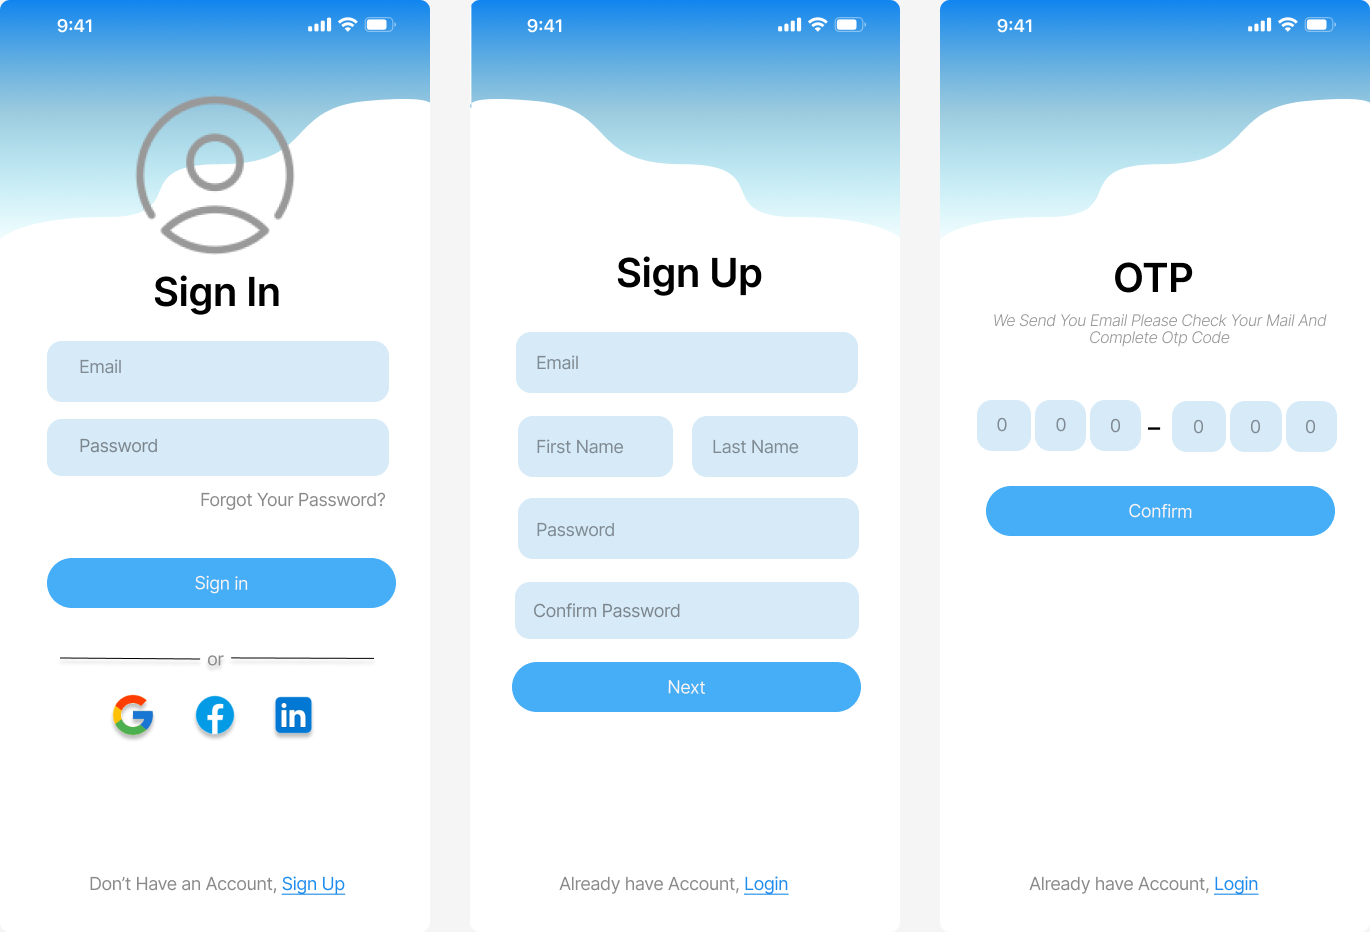 9:41
Sign In
Email
Password
Forgot Your Password?
Sign in
or
in
Don’t Have an Account, Sign Up
9:41
Sign Up
Email
First Name
Last Name
Password
Confirm Password
Next
Already have Account, Login
9:41
OTP
We Send You Email Please Check Your Mail And
Complete Otp Code
0 0 0 – 0 0 0
Confirm
Already have Account, Login